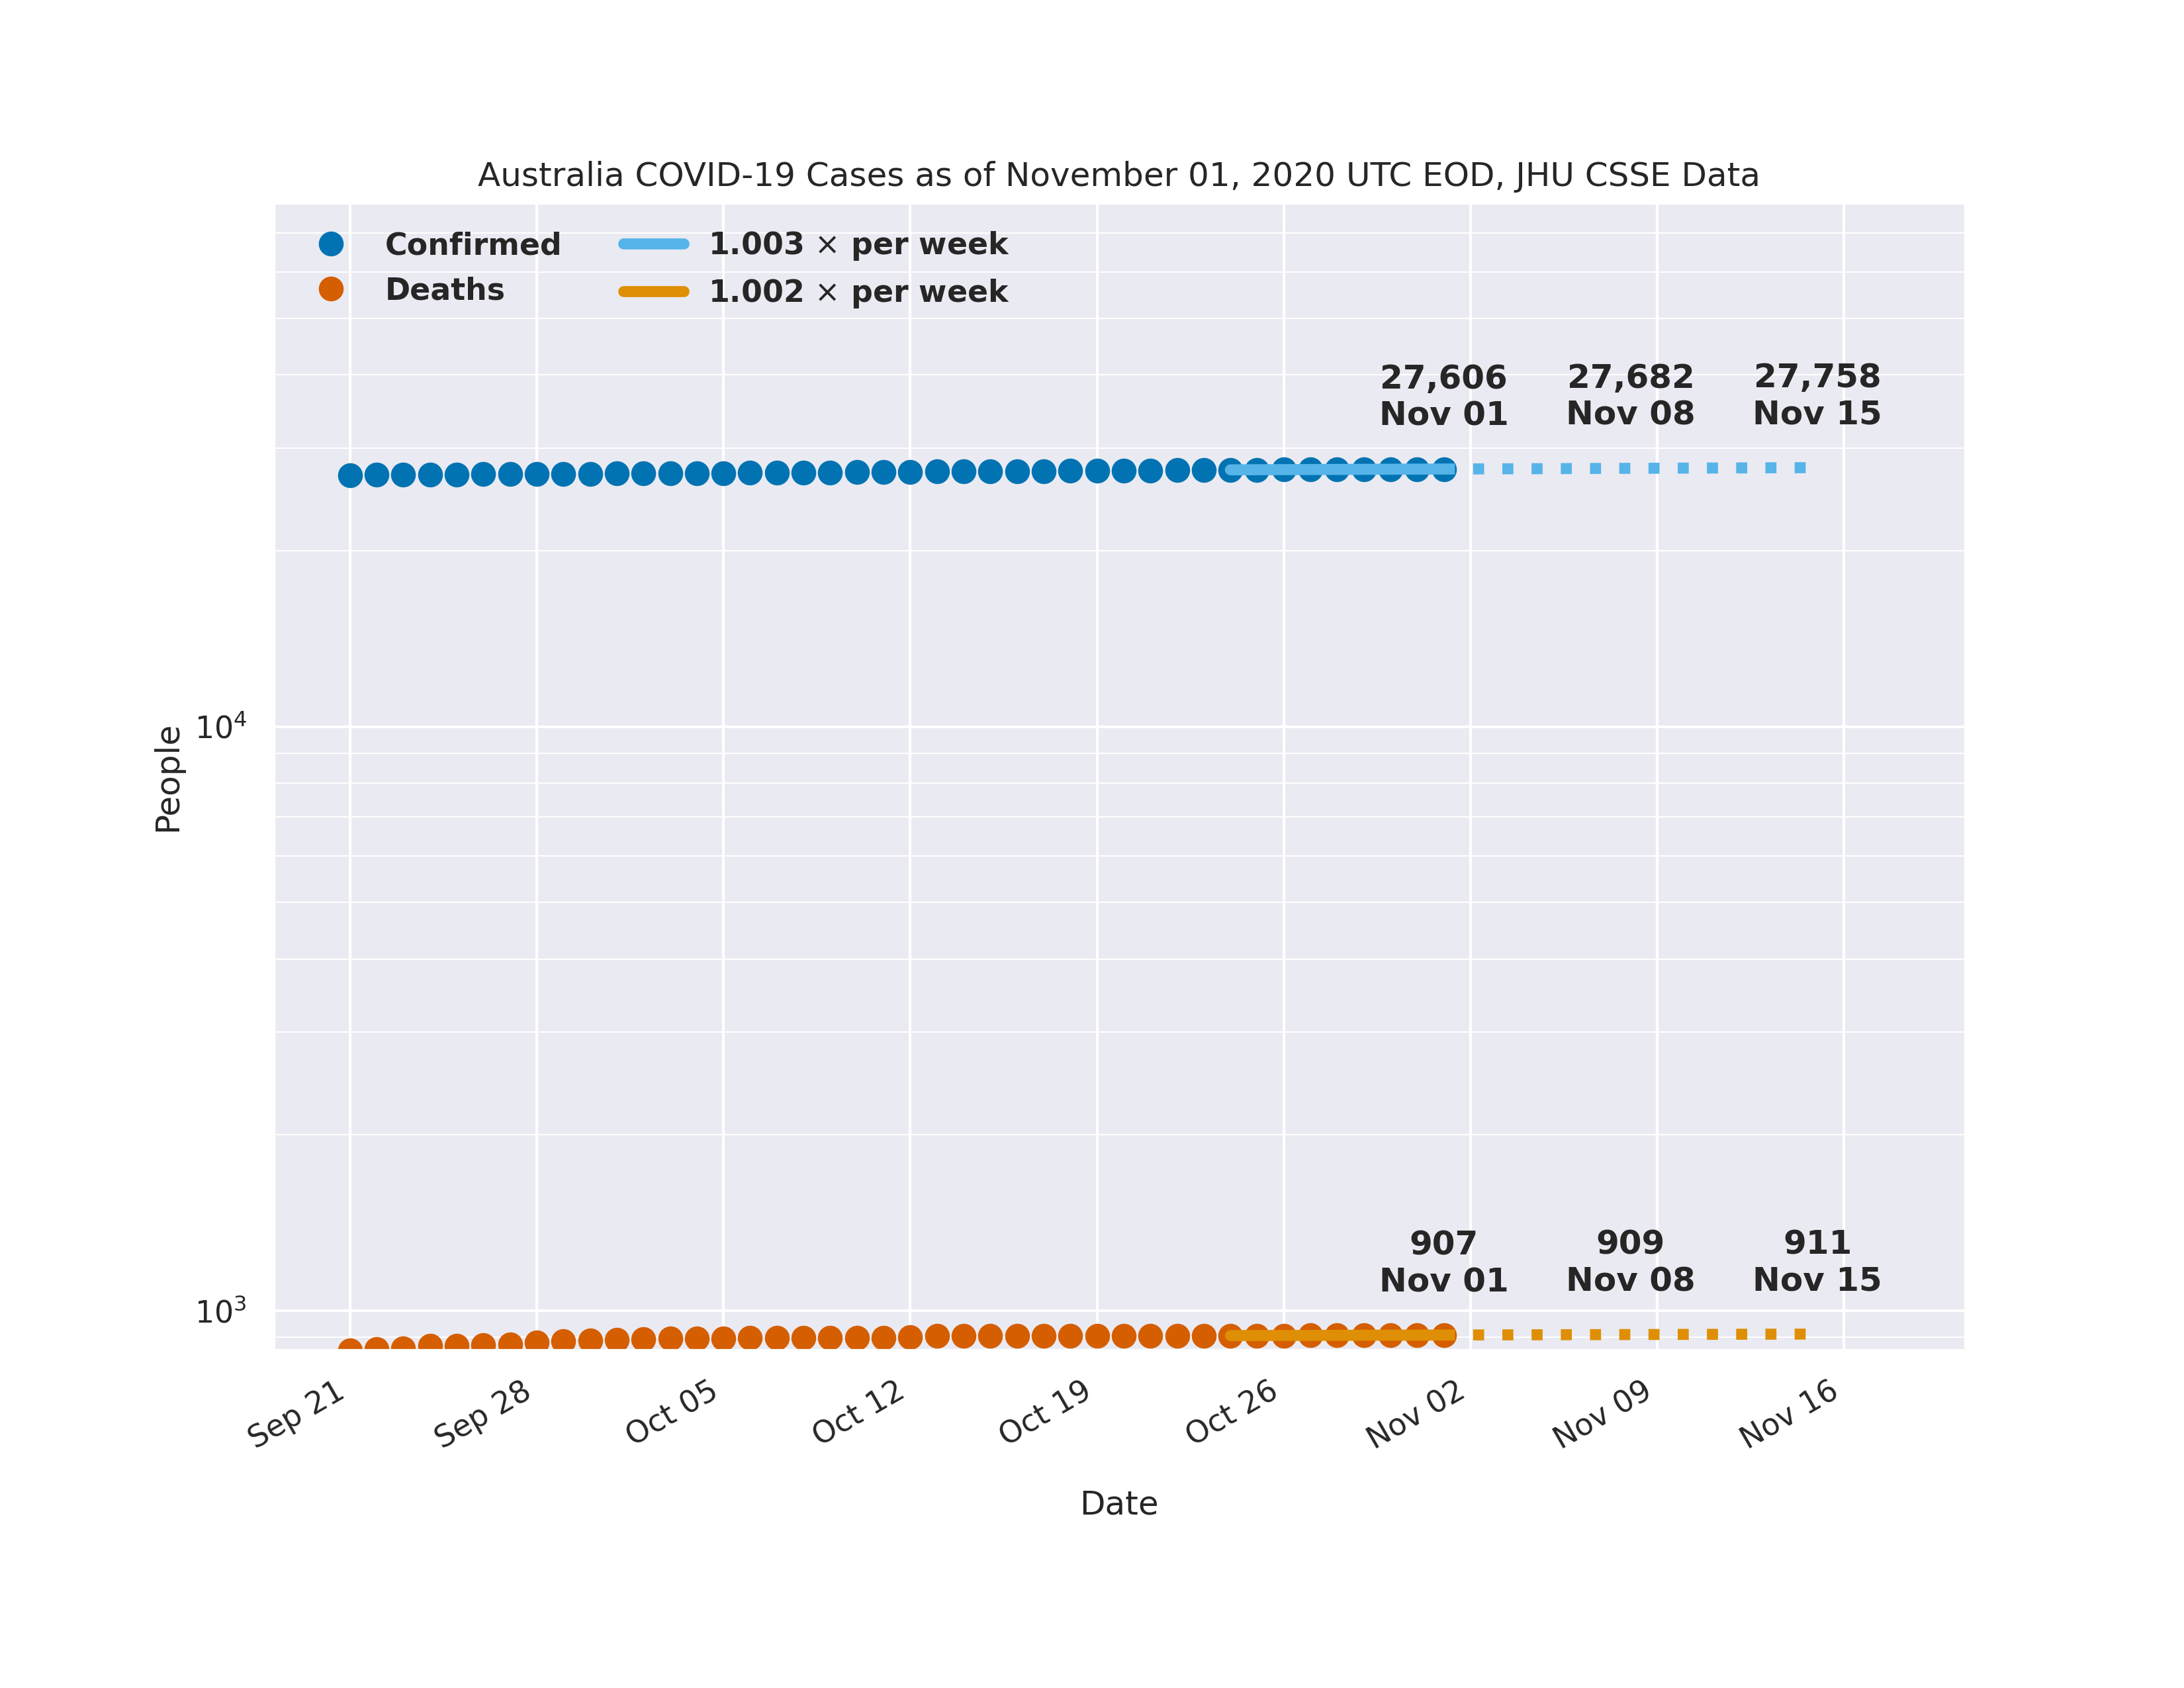 Australia COVID-19 Cases as of November 01, 2020 UTC EOD, JHU CSSE Data
Confirmed
Deaths
1.003 × per week
1.002 × per week
27,606
Nov 01
27,682
Nov 08
27,758
Nov 15
People
10⁴
10³
907
Nov 01
909
Nov 08
911
Nov 15
Sep 21
Sep 28
Oct 05
Oct 12
Oct 19
Oct 26
Nov 02
Nov 09
Nov 16
Date